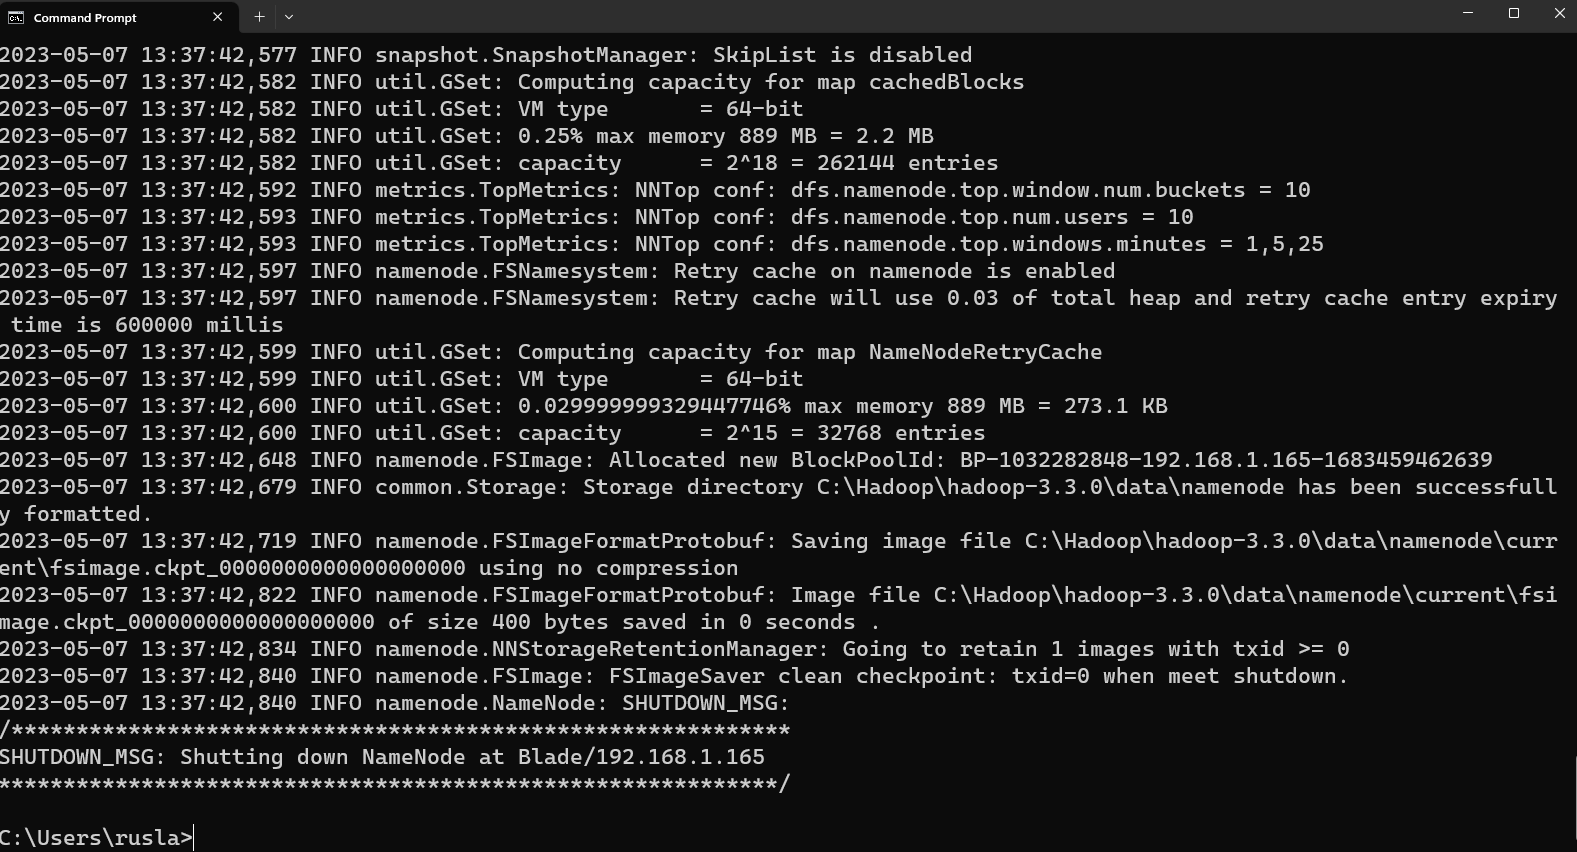 Command Prompt
2023-05-07 13:37:42,577 INFO snapshot.SnapshotManager: SkipList is disabled
2023-05-07 13:37:42,582 INFO util.GSet: Computing capacity for map cachedBlocks
2023-05-07 13:37:42,582 INFO util.GSet: VM type       = 64-bit
2023-05-07 13:37:42,582 INFO util.GSet: 0.25% max memory 889 MB = 2.2 MB
2023-05-07 13:37:42,582 INFO util.GSet: capacity      = 2^18 = 262144 entries
2023-05-07 13:37:42,592 INFO metrics.TopMetrics: NNTop conf: dfs.namenode.top.window.num.buckets = 10
2023-05-07 13:37:42,593 INFO metrics.TopMetrics: NNTop conf: dfs.namenode.top.num.users = 10
2023-05-07 13:37:42,593 INFO metrics.TopMetrics: NNTop conf: dfs.namenode.top.windows.minutes = 1,5,25
2023-05-07 13:37:42,597 INFO namenode.FSNamesystem: Retry cache on namenode is enabled
2023-05-07 13:37:42,597 INFO namenode.FSNamesystem: Retry cache will use 0.03 of total heap and retry cache entry expiry
 time is 600000 millis
2023-05-07 13:37:42,599 INFO util.GSet: Computing capacity for map NameNodeRetryCache
2023-05-07 13:37:42,599 INFO util.GSet: VM type       = 64-bit
2023-05-07 13:37:42,600 INFO util.GSet: 0.029999999329447746% max memory 889 MB = 273.1 KB
2023-05-07 13:37:42,600 INFO util.GSet: capacity      = 2^15 = 32768 entries
2023-05-07 13:37:42,648 INFO namenode.FSImage: Allocated new BlockPoolId: BP-1032282848-192.168.1.165-1683459462639
2023-05-07 13:37:42,679 INFO common.Storage: Storage directory C:\Hadoop\hadoop-3.3.0\data\namenode has been successfull
y formatted.
2023-05-07 13:37:42,719 INFO namenode.FSImageFormatProtobuf: Saving image file C:\Hadoop\hadoop-3.3.0\data\namenode\curr
ent\fsimage.ckpt_0000000000000000000 using no compression
2023-05-07 13:37:42,822 INFO namenode.FSImageFormatProtobuf: Image file C:\Hadoop\hadoop-3.3.0\data\namenode\current\fsi
mage.ckpt_0000000000000000000 of size 400 bytes saved in 0 seconds .
2023-05-07 13:37:42,834 INFO namenode.NNStorageRetentionManager: Going to retain 1 images with txid >= 0
2023-05-07 13:37:42,840 INFO namenode.FSImage: FSImageSaver clean checkpoint: txid=0 when meet shutdown.
2023-05-07 13:37:42,840 INFO namenode.NameNode: SHUTDOWN_MSG:
/************************************************************
SHUTDOWN_MSG: Shutting down NameNode at Blade/192.168.1.165
************************************************************/
C:\Users\rusla>